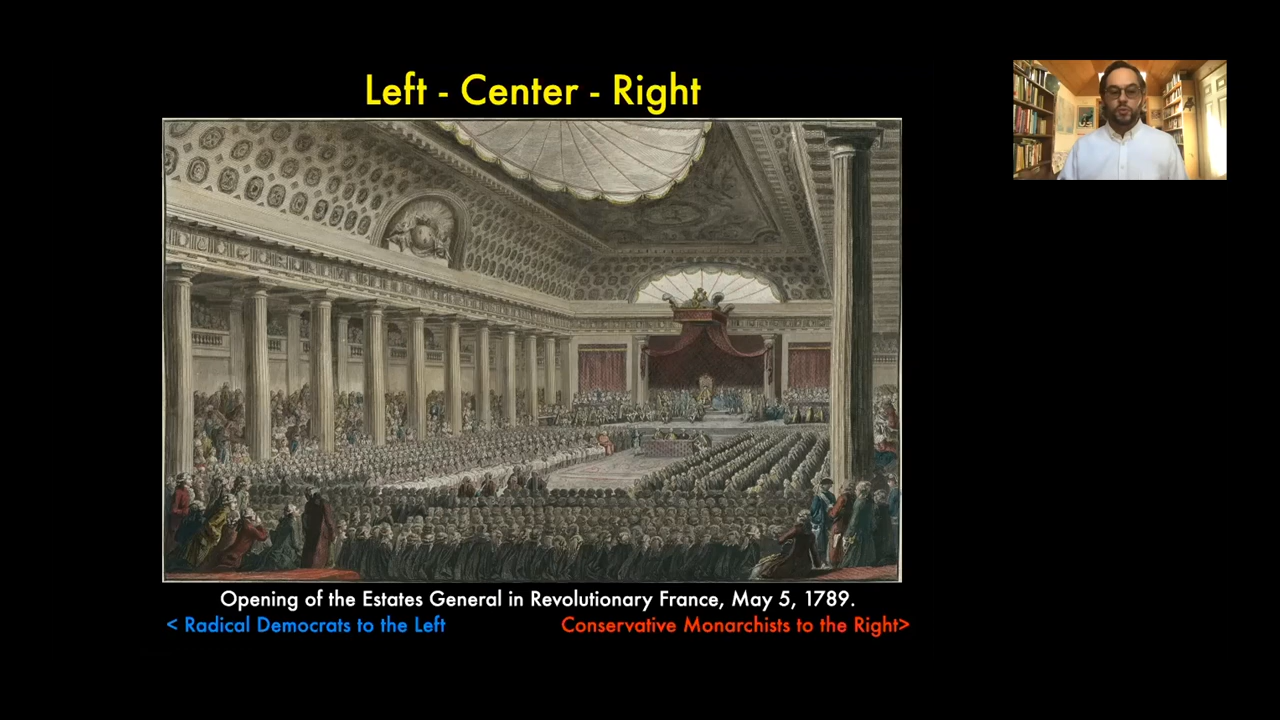 Left - Center - Right
Opening of the Estates General in Revolutionary France, May 5, 1789.
< Radical Democrats to the Left
Conservative Monarchists to the Right>